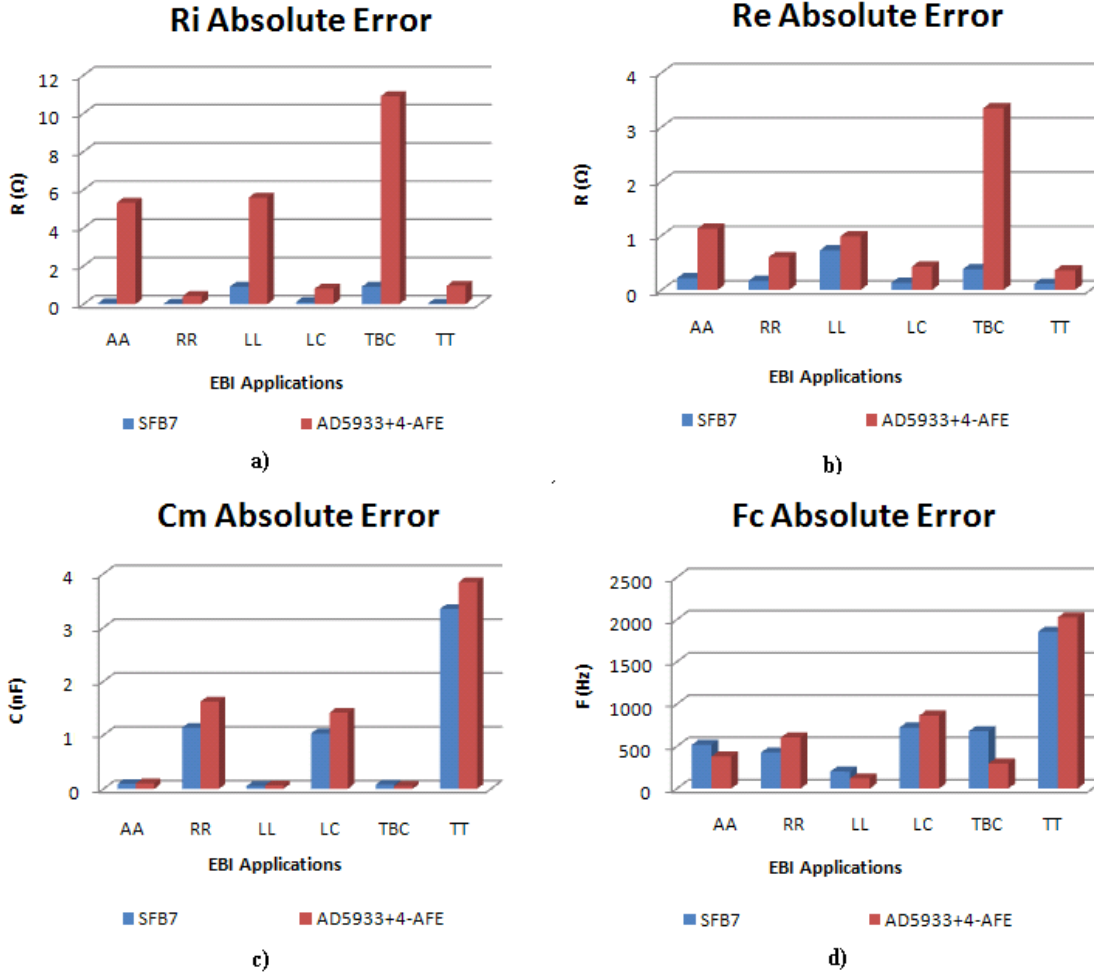 Ri Absolute Error
12
10
8
6
4
2
0
R (Ω)
AA RR LL LC TBC TT
EBI Applications
SFB7 AD5933+4-AFE
a)
Re Absolute Error
4
3
2
1
0
R (Ω)
AA RR LL LC TBC TT
EBI Applications
SFB7 AD5933+4-AFE
b)
Cm Absolute Error
4
3
2
1
0
C (nF)
AA RR LL LC TBC TT
EBI Applications
SFB7 AD5933+4-AFE
c)
Fc Absolute Error
2500
2000
1500
1000
500
0
F (Hz)
AA RR LL LC TBC TT
EBI Applications
SFB7 AD5933+4-AFE
d)